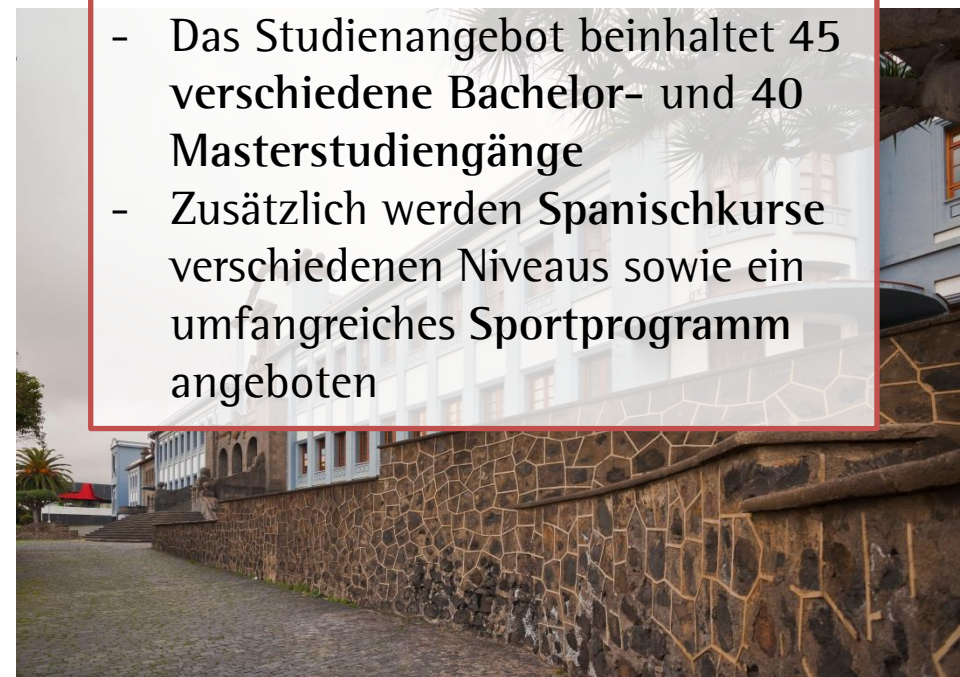 - Das Studienangebot beinhaltet 45
verschiedene Bachelor- und 40
Masterstudiengänge
- Zusätzlich werden Spanischkurse
verschiedenen Niveaus sowie ein
umfangreiches Sportprogramm
angeboten